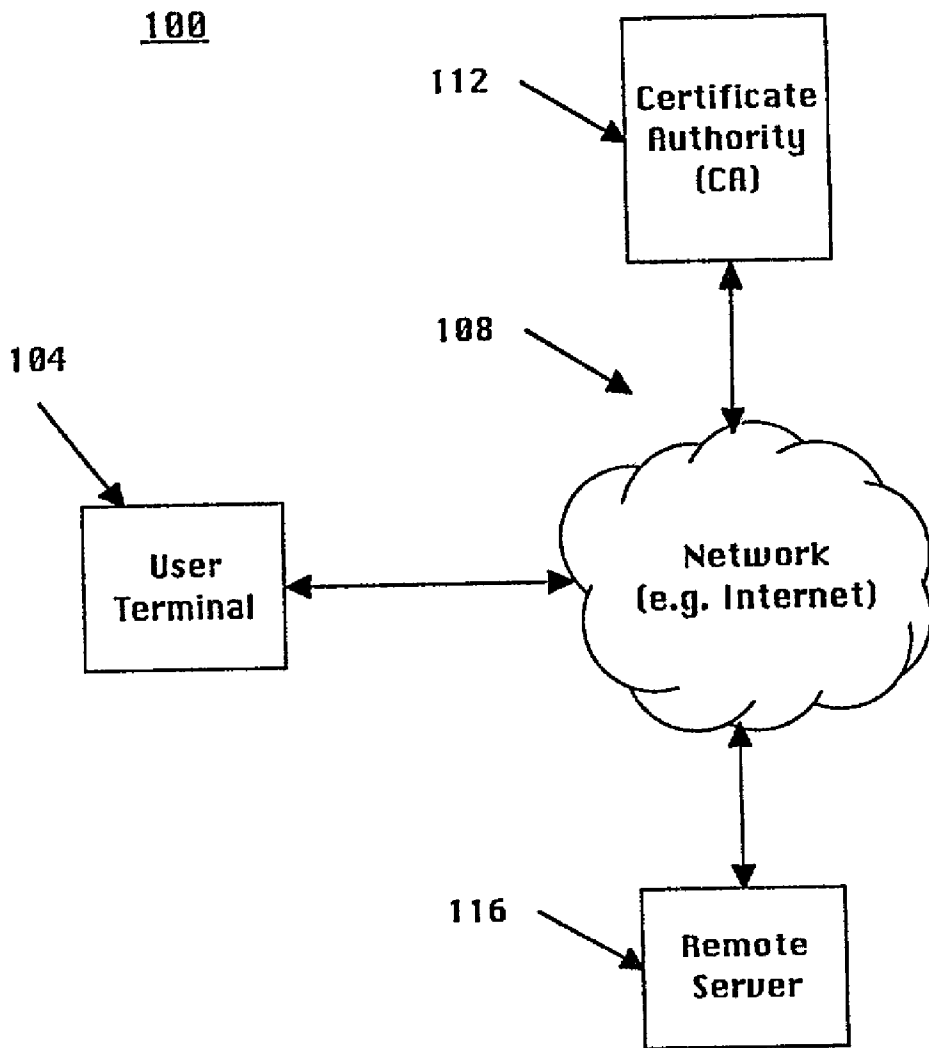 100
112
Certificate
Authority
(CA)
108
104
User
Terminal
Network
(e.g. Internet)
116
Remote
Server